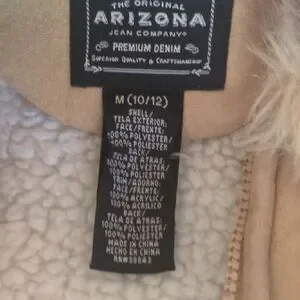 THE ORIGINAL
ARIZONA
JEAN COMPANY®
PREMIUM DENIM
SUPERIOR QUALITY & CRAFTSMANSHIP
M (10/12)
SHELL/
TELA EXTERIOR:
FACE/FRENTE:
100% POLYESTER/
100% POLIESTER
BACK/
TELA DE ATRAS:
100% POLYESTER/
100% POLIESTER
TRIM/ADORNO:
FACE/FRENTE:
100% ACRYLIC/
100% ACRILICO
BACK/
TELA DE ATRAS:
100% POLYESTER/
100% POLIESTER
MADE IN CHINA
HECHO EN CHINA
RNW38843